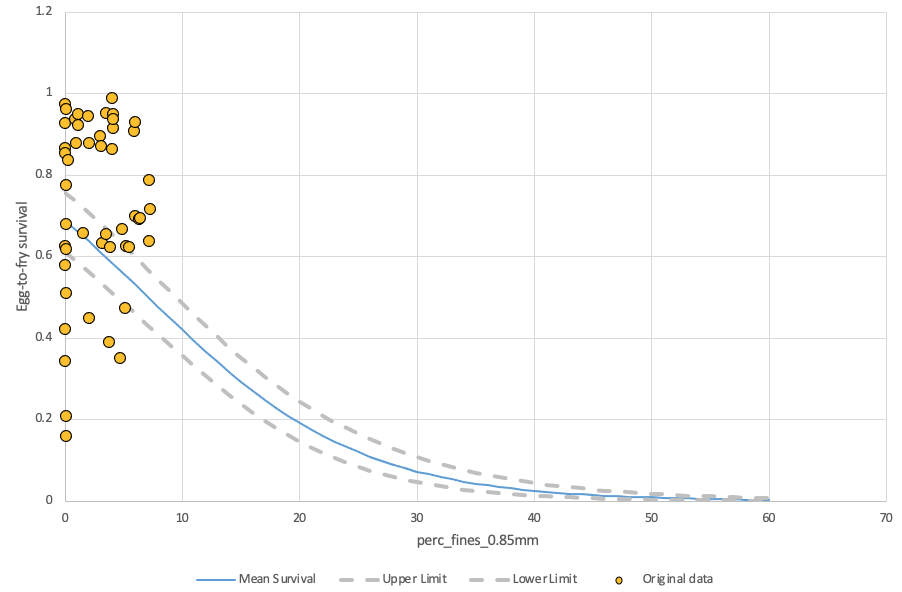 1.2
1
0.8
0.6
0.4
0.2
0
Egg-to-fry survival
0 10 20 30 40 50 60 70
perc_fines_0.85mm
Mean Survival Upper Limit Lower Limit Original data